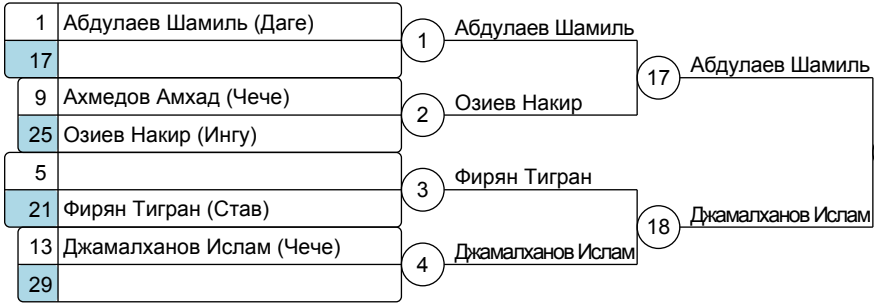 1 Абдулаев Шамиль (Даге)
17
9 Ахмедов Амхад (Чече)
25 Озиев Накир (Ингу)
5
21 Фирян Тигран (Став)
13 Джамалханов Ислам (Чече)
29
1 Абдулаев Шамиль
2 Озиев Накир
3 Фирян Тигран
4 Джамалханов Ислам
17 Абдулаев Шамиль
18 Джамалханов Ислам